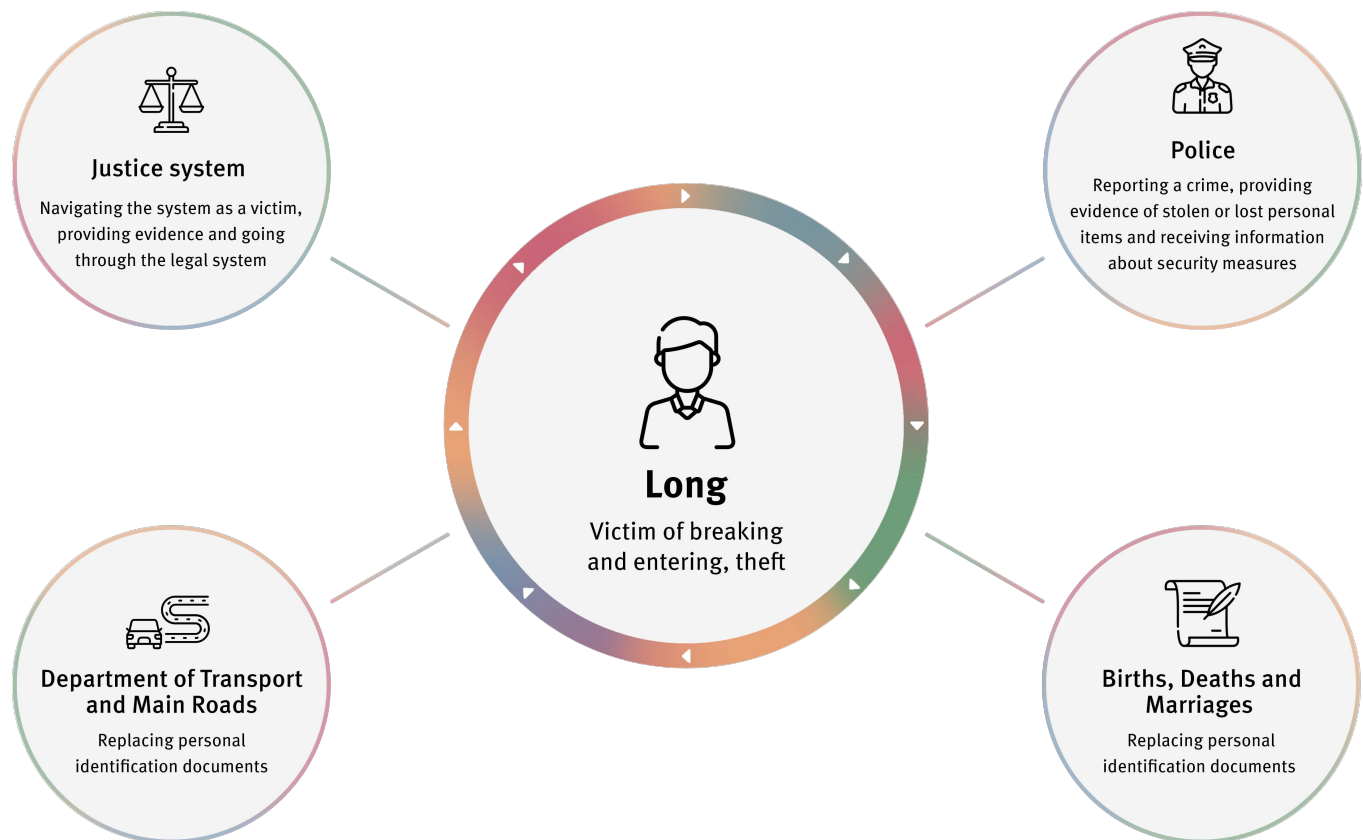 Justice system
Navigating the system as a victim,
providing evidence and going
through the legal system
Police
Reporting a crime, providing
evidence of stolen or lost personal
items and receiving information
about security measures
Long
Victim of breaking
and entering, theft
Department of Transport
and Main Roads
Replacing personal
identification documents
Births, Deaths and
Marriages
Replacing personal
identification documents